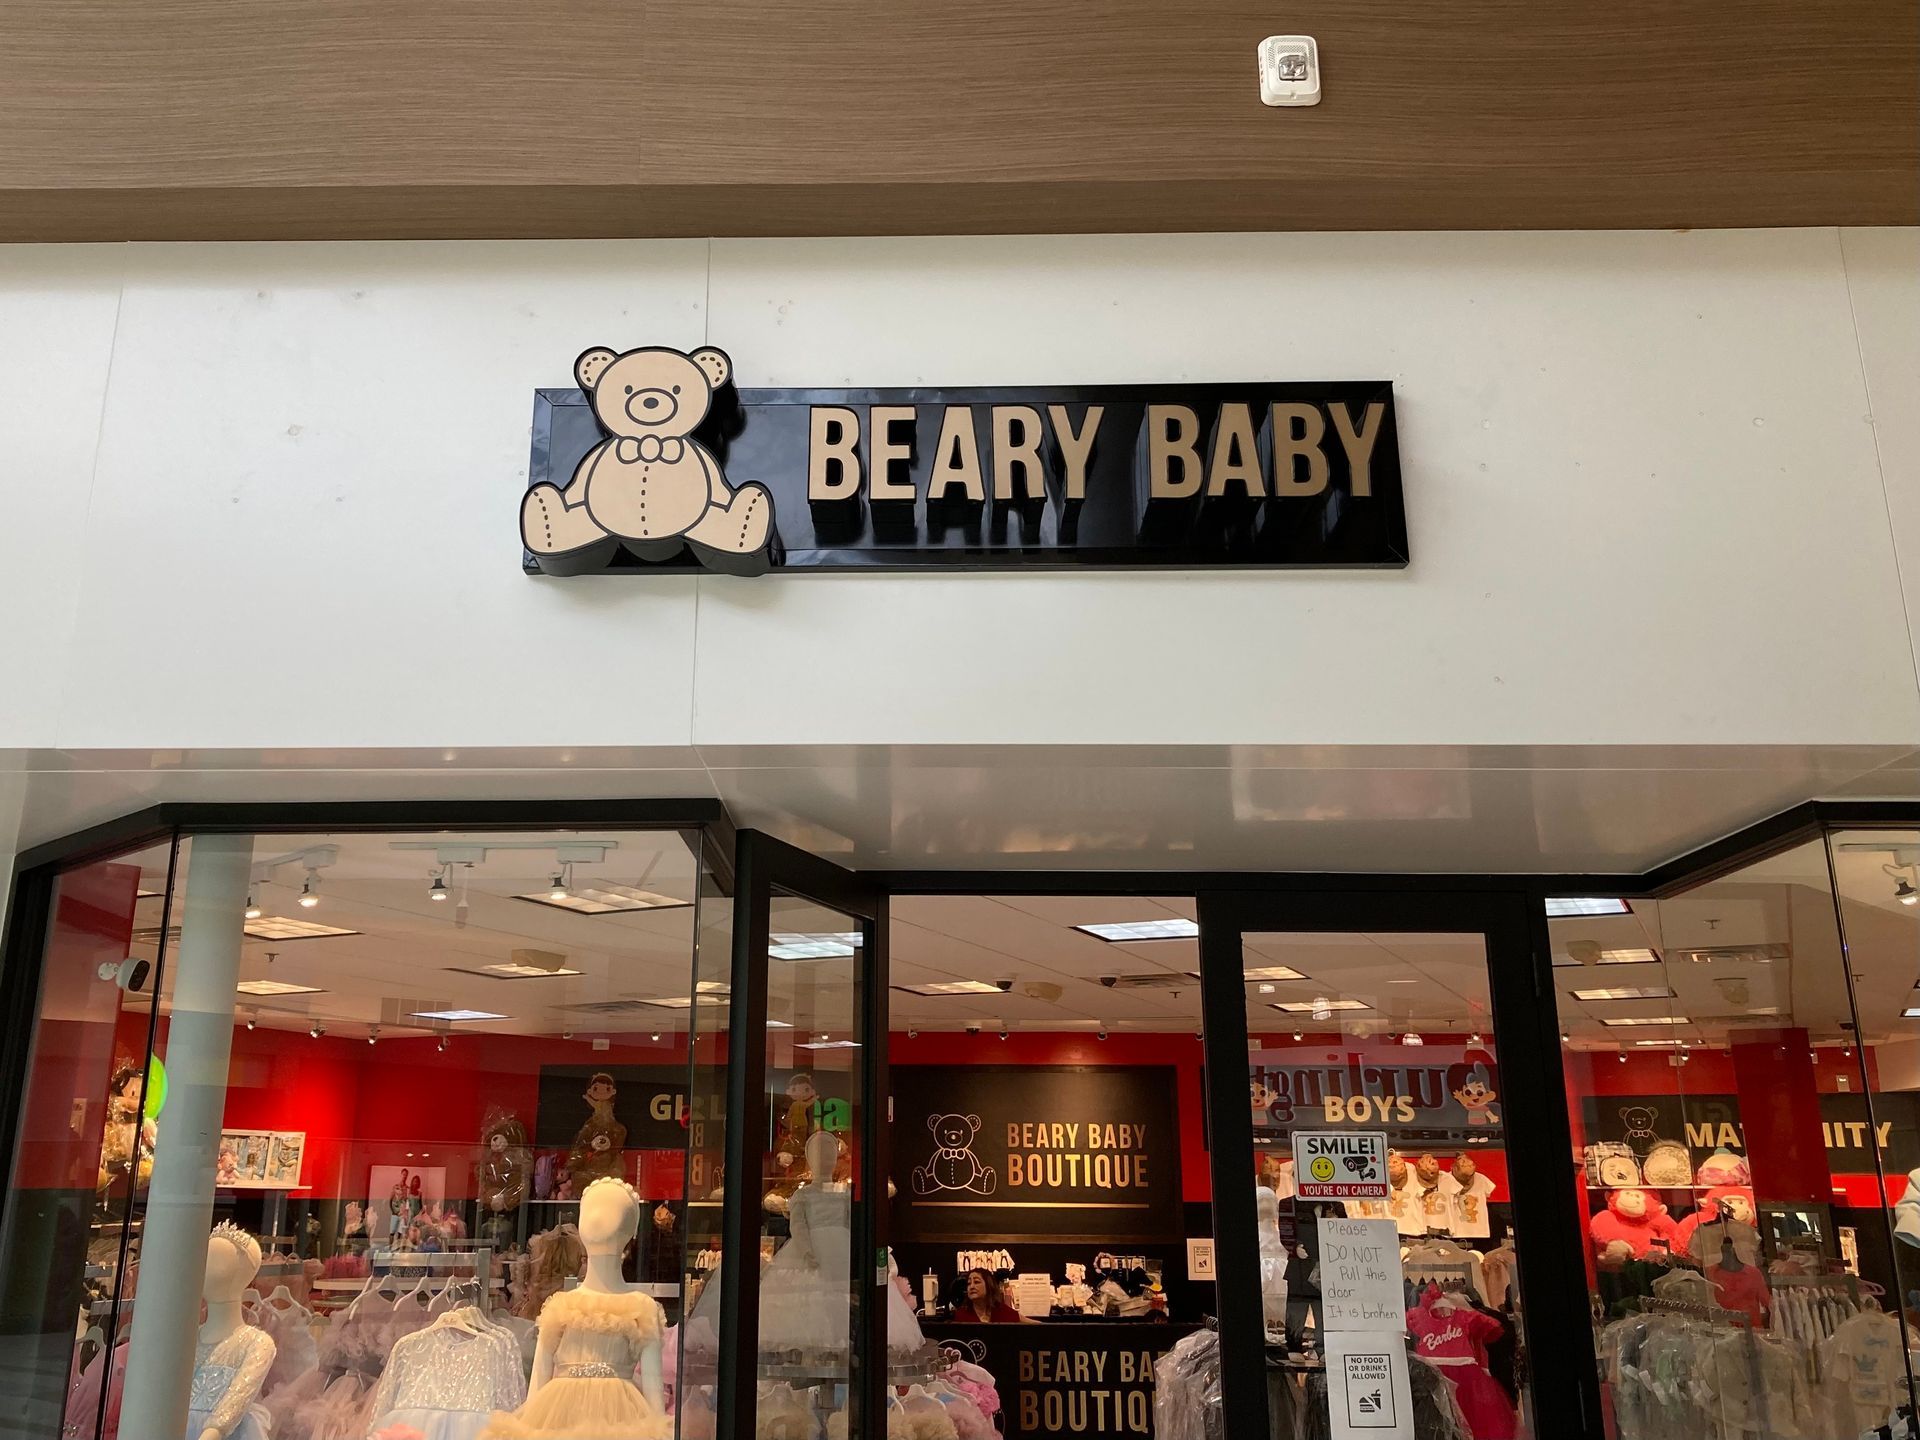 BEARY BABY
BEARY BABY
BOUTIQUE
BOYS
SMILE!
YOU'RE ON CAMERA
Please
DO NOT
Pull this
door
It is broken
NO FOOD
OR DRINKS
ALLOWED
Barbie
BEARY BA
BOUTIQ